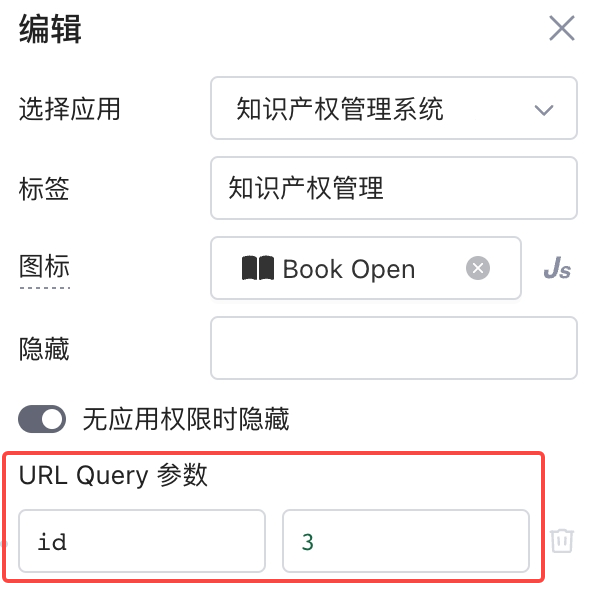 编辑
选择应用 知识产权管理系统
标签 知识产权管理
图标 Book Open Js
隐藏
无应用权限时隐藏
URL Query 参数
id 3